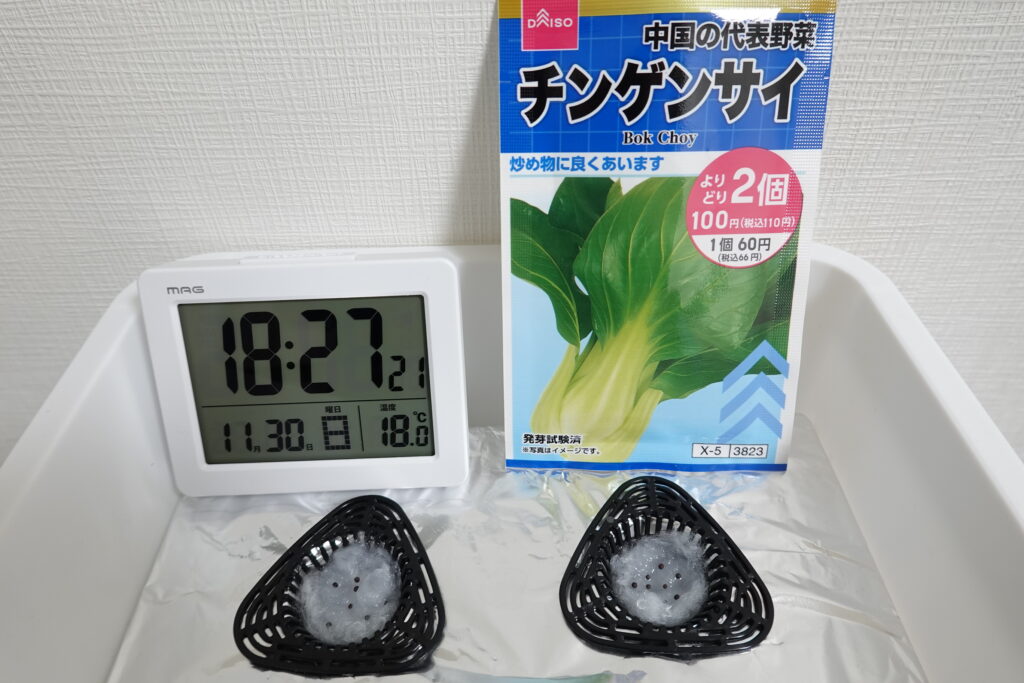 DAISO
中国の代表野菜
チンゲンサイ
Bok Choy
炒め物に良くあいます
よりどり2個
100円(税込110円)
1個 60円
(税込66円)
発芽試験済
※写真はイメージです。
X-5 3823
MAG
18:27 21
曜日 温度
11月30日 日 18.0℃